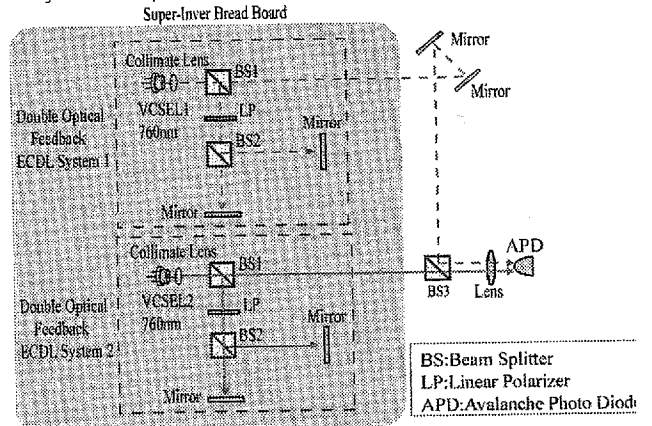 Super-Inver Bread Board
Collimate Lens
BS1
Mirror
Mirror
VCSEL1
LP
760nm
Mirror
Double Optical
Feedback
ECDL System 1
BS2
Mirror
Collimate Lens
BS1
APD
BS3
Lens
VCSEL2
LP
760nm
Mirror
Double Optical
Feedback
ECDL System 2
BS2
Mirror
BS:Beam Splitter
LP:Linear Polarizer
APD:Avalanche Photo Diod